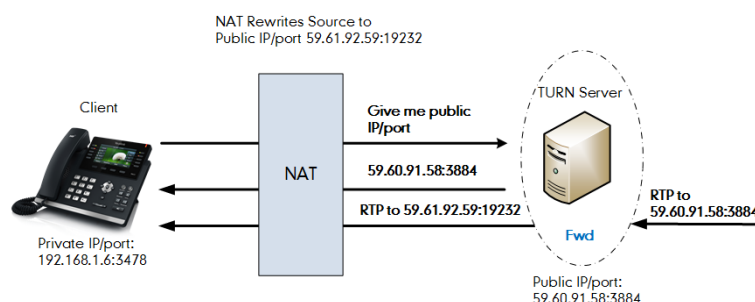 NAT Rewrites Source to
Public IP/port 59.61.92.59:19232
Client
TURN Server
Give me public
IP/port
NAT
59.60.91.58:3884
RTP to 59.61.92.59:19232
RTP to
59.60.91.58:3884
Fwd
Private IP/port:
192.168.1.6:3478
Public IP/port:
59.60.91.58:3884